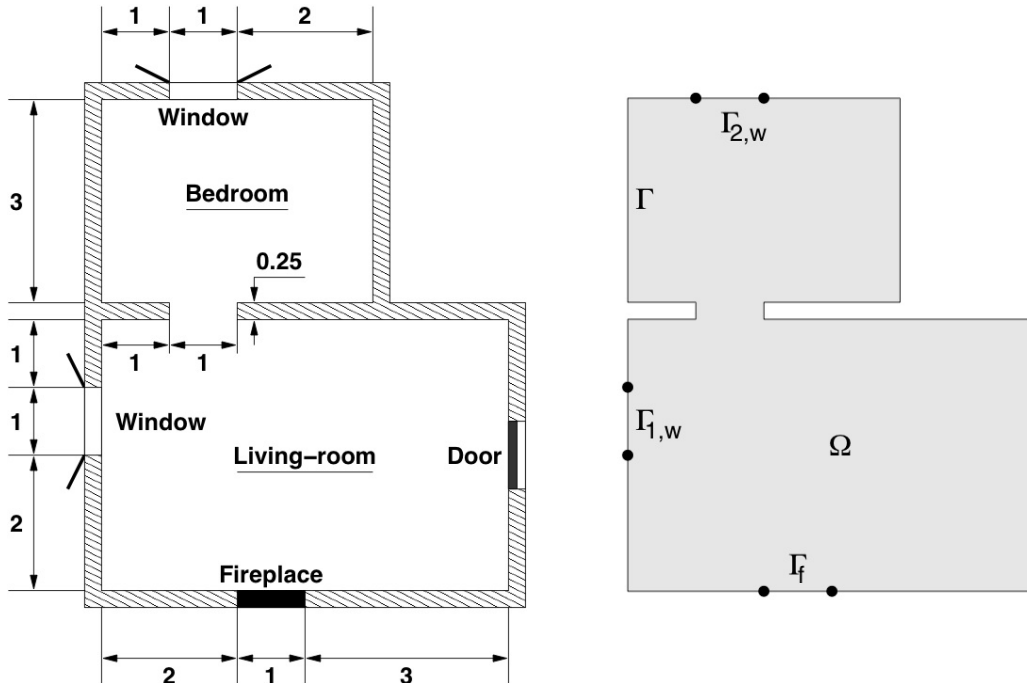 1 1 2
Window
Bedroom
3
0.25
1 1
1
Window
1
Living-room
Door
2
Fireplace
2 1 3
Γ2,w
Γ
Γ1,w
Ω
Γf